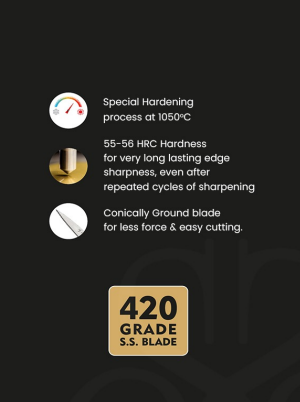 Special Hardening
process at 1050°C
55-56 HRC Hardness
for very long lasting edge
sharpness, even after
repeated cycles of sharpening
Conically Ground blade
for less force & easy cutting.
420
GRADE
S.S. BLADE